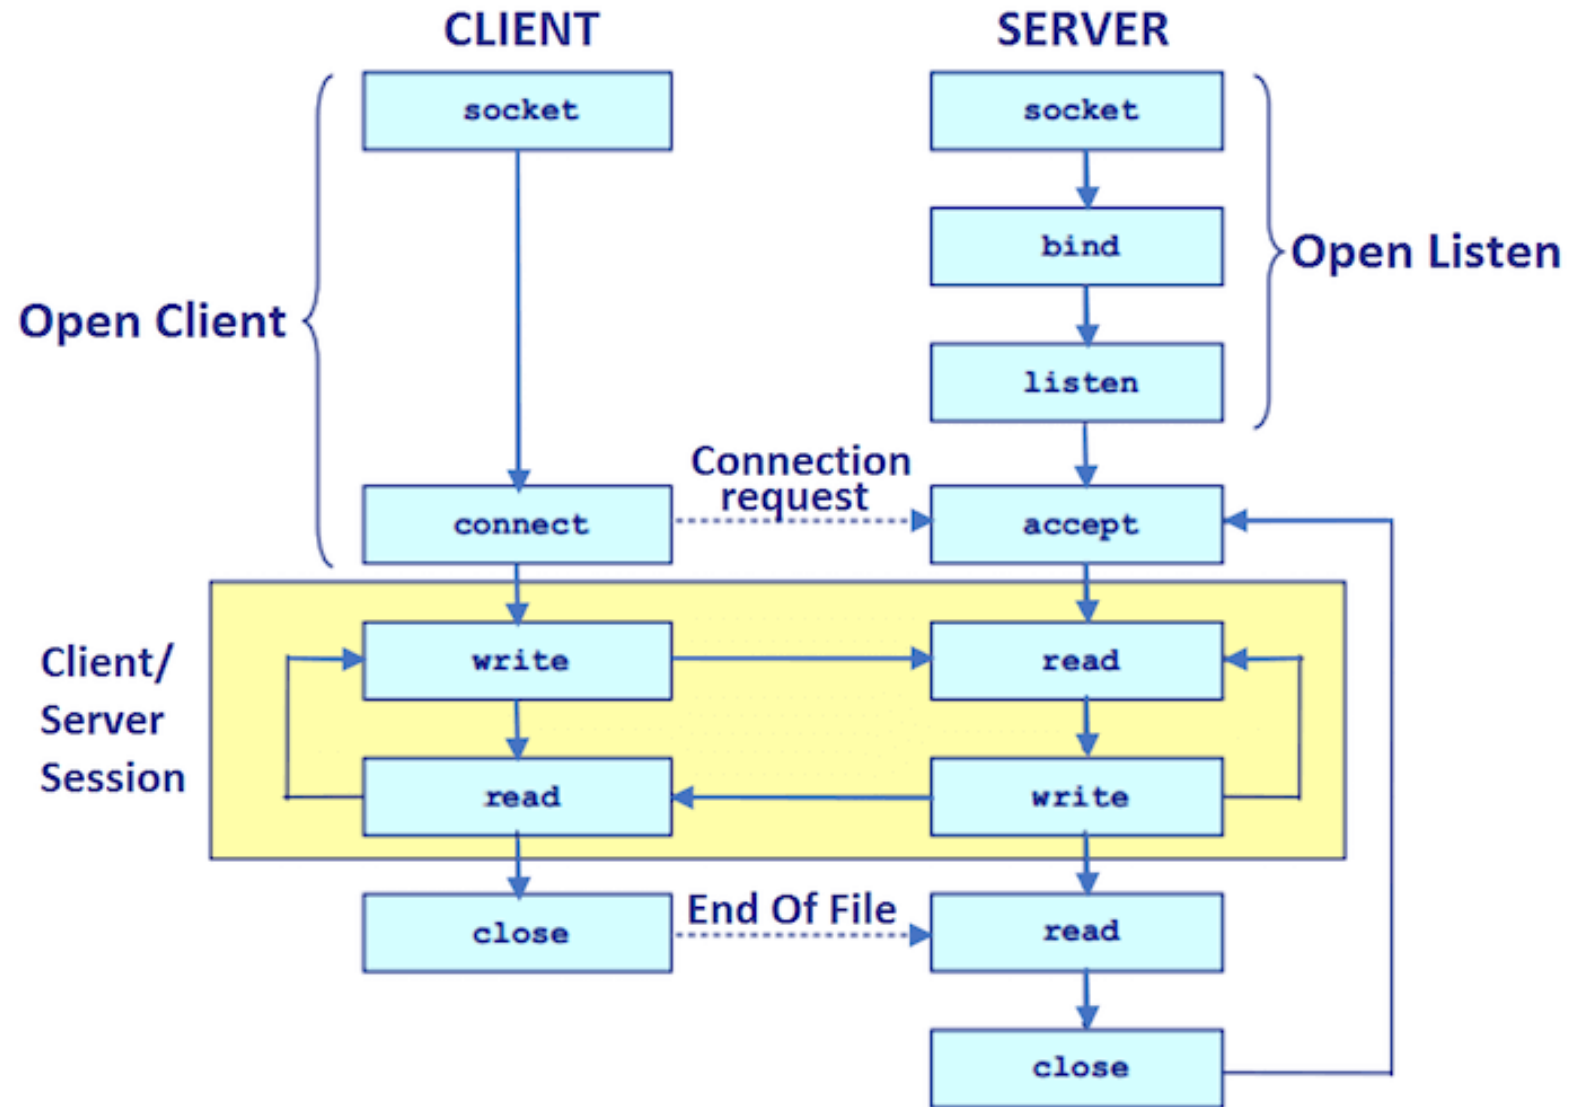 CLIENT
SERVER
socket
socket
bind
Open Listen
Open Client
listen
Connection
request
connect
accept
Client/
Server
Session
write
read
read
write
End Of File
close
read
close